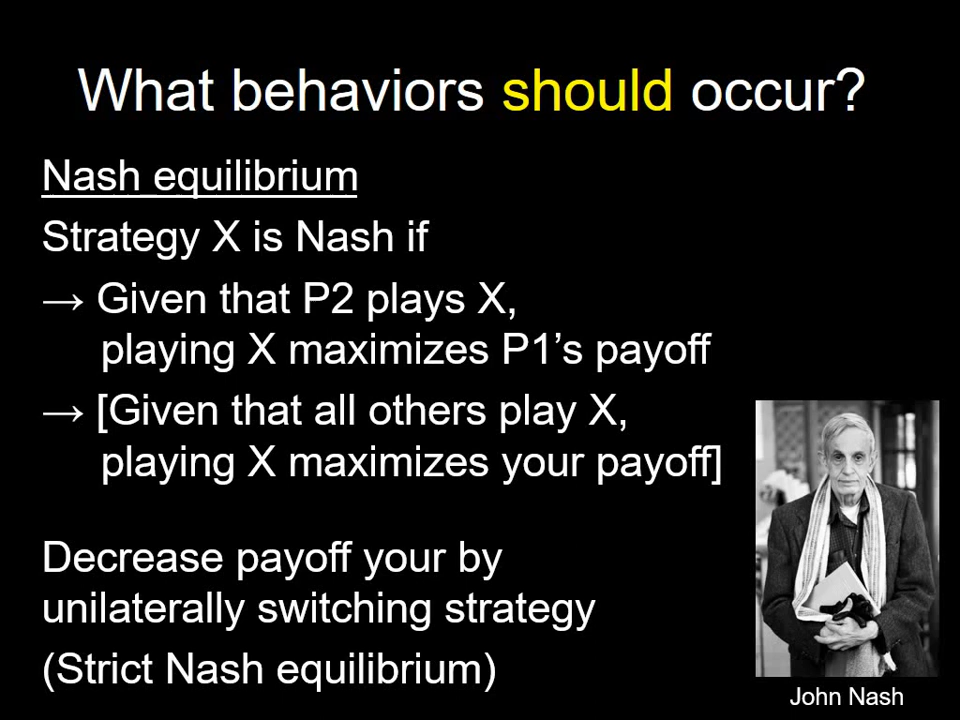 What behaviors should occur?
Nash equilibrium
Strategy X is Nash if
→ Given that P2 plays X,
playing X maximizes P1’s payoff
→ [Given that all others play X,
playing X maximizes your payoff]
Decrease payoff your by
unilaterally switching strategy
(Strict Nash equilibrium)
John Nash